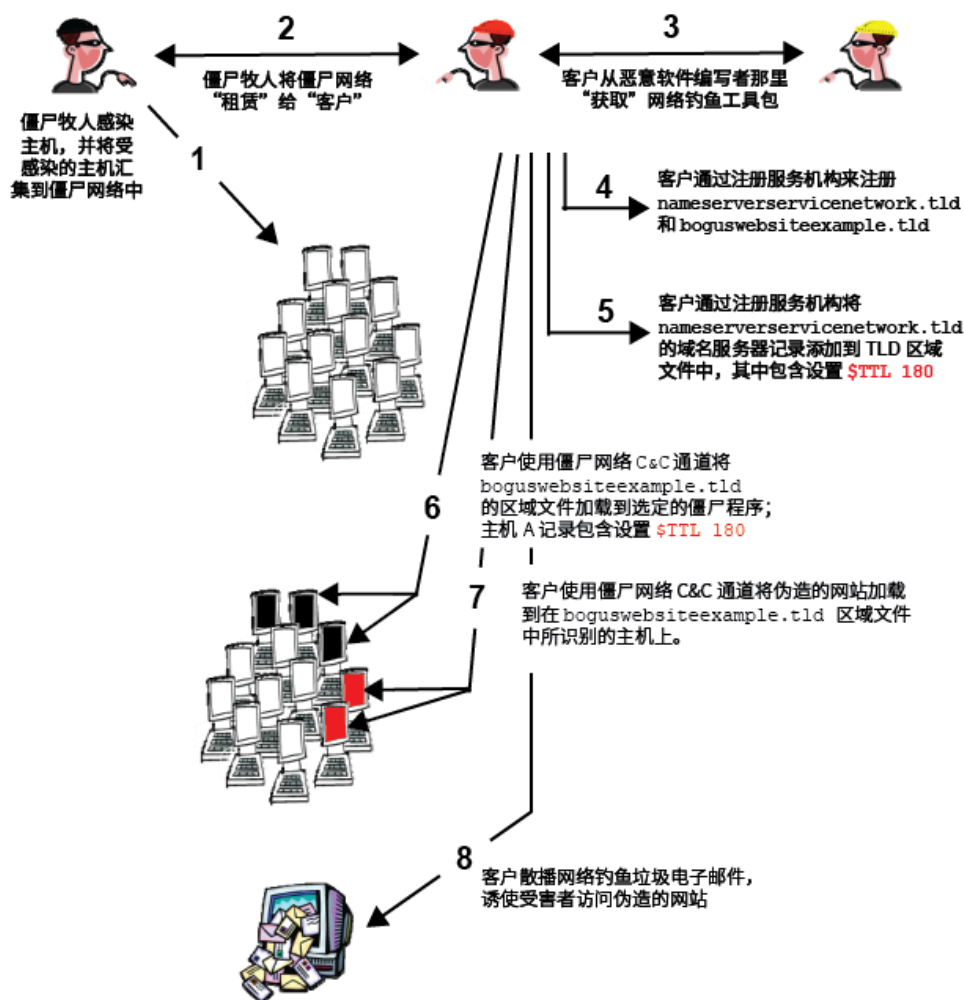 2
僵尸牧人将僵尸网络
“租赁”给“客户”
3
客户从恶意软件编写者那里
“获取”网络钓鱼工具包
僵尸牧人感染
主机，并将受
感染的主机汇
集到僵尸网络中
1
4
客户通过注册服务机构来注册
nameserverservicenetwork.tld
和 boguswebsiteexample.tld
5
客户通过注册服务机构将
nameserverservicenetwork.tld
的域名服务器记录添加到 TLD 区域
文件中，其中包含设置 $TTL 180
6
客户使用僵尸网络 C&C 通道将
boguswebsiteexample.tld
的区域文件加载到选定的僵尸程序；
主机 A 记录包含设置 $TTL 180
7
客户使用僵尸网络 C&C 通道将伪造的网站加载
到在 boguswebsiteexample.tld 区域文件
中所识别的主机上。
8
客户散播网络钓鱼垃圾电子邮件，
诱使受害者访问伪造的网站